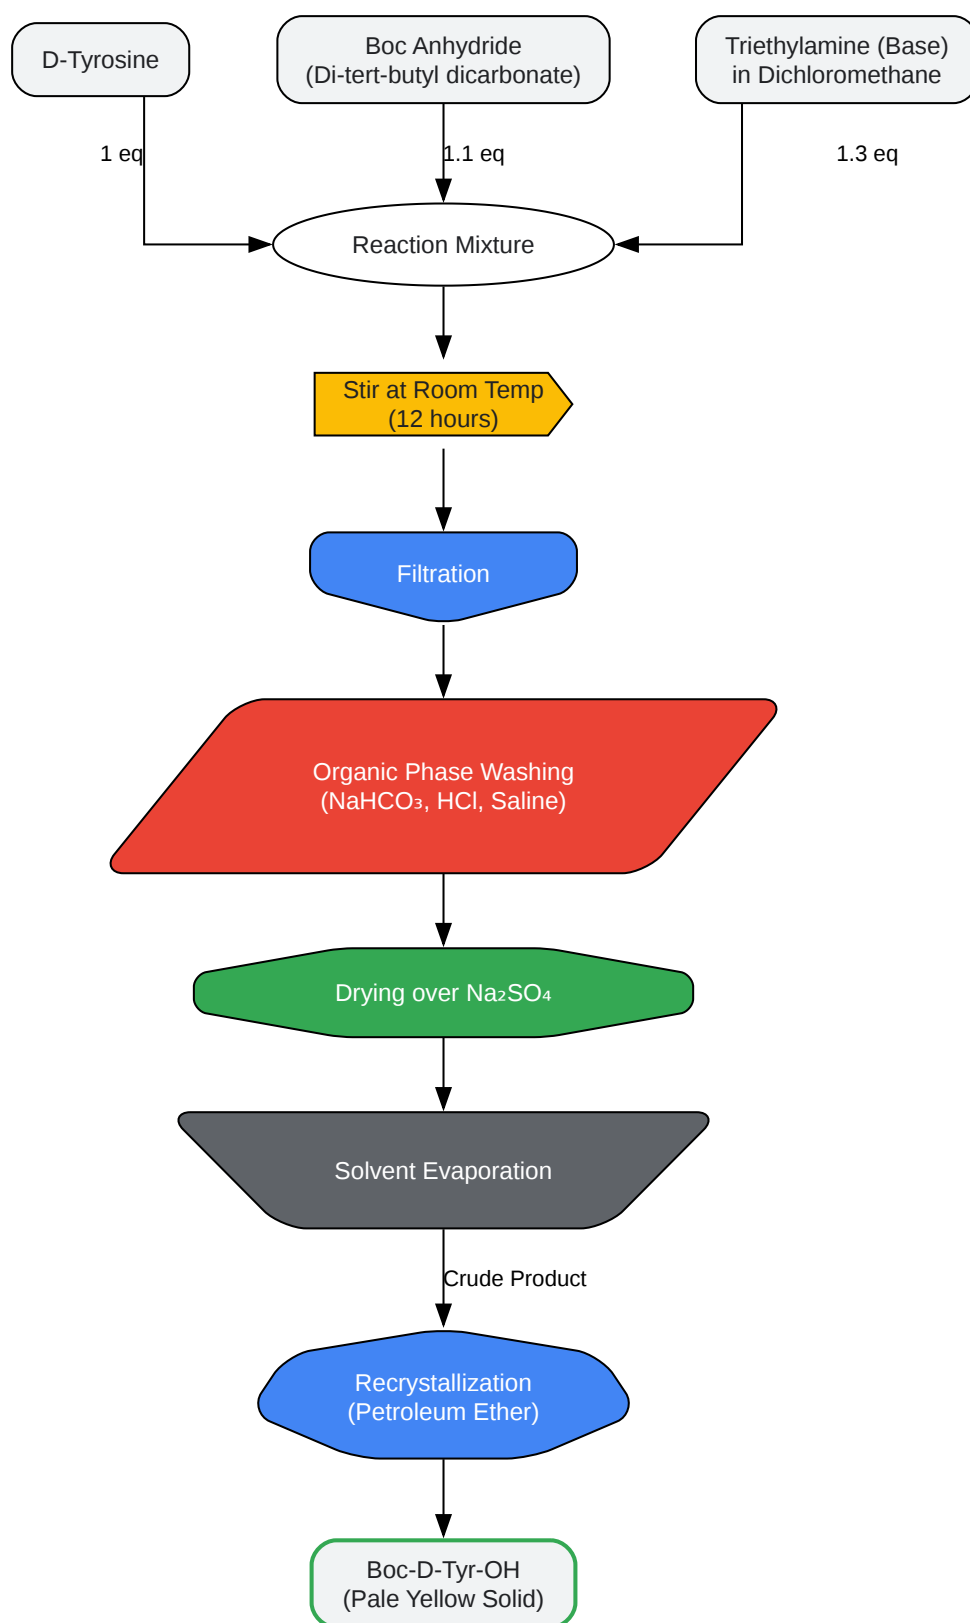 D-Tyrosine
Boc Anhydride
(Di-tert-butyl dicarbonate)
Triethylamine (Base)
in Dichloromethane
1 eq
1.1 eq
1.3 eq
Reaction Mixture
Stir at Room Temp
(12 hours)
Filtration
Organic Phase Washing
(NaHCO₃, HCl, Saline)
Drying over Na₂SO₄
Solvent Evaporation
Crude Product
Recrystallization
(Petroleum Ether)
Boc-D-Tyr-OH
(Pale Yellow Solid)